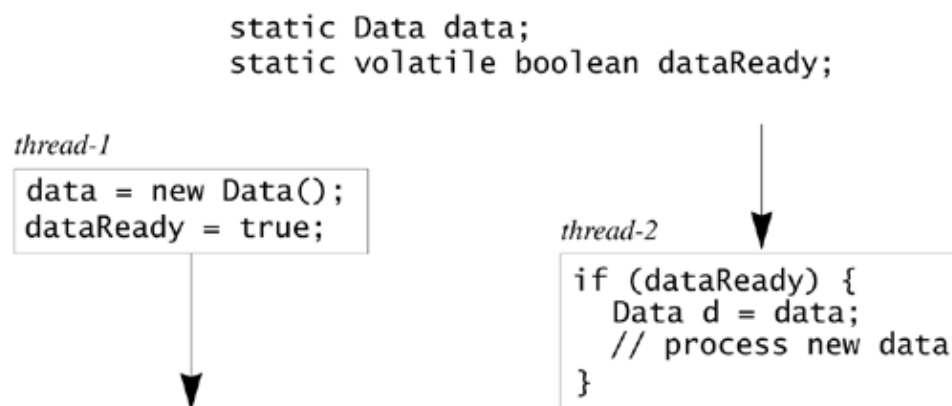 static Data data;
static volatile boolean dataReady;
thread-1
data = new Data();
dataReady = true;
thread-2
if (dataReady) {
Data d = data;
// process new data
}